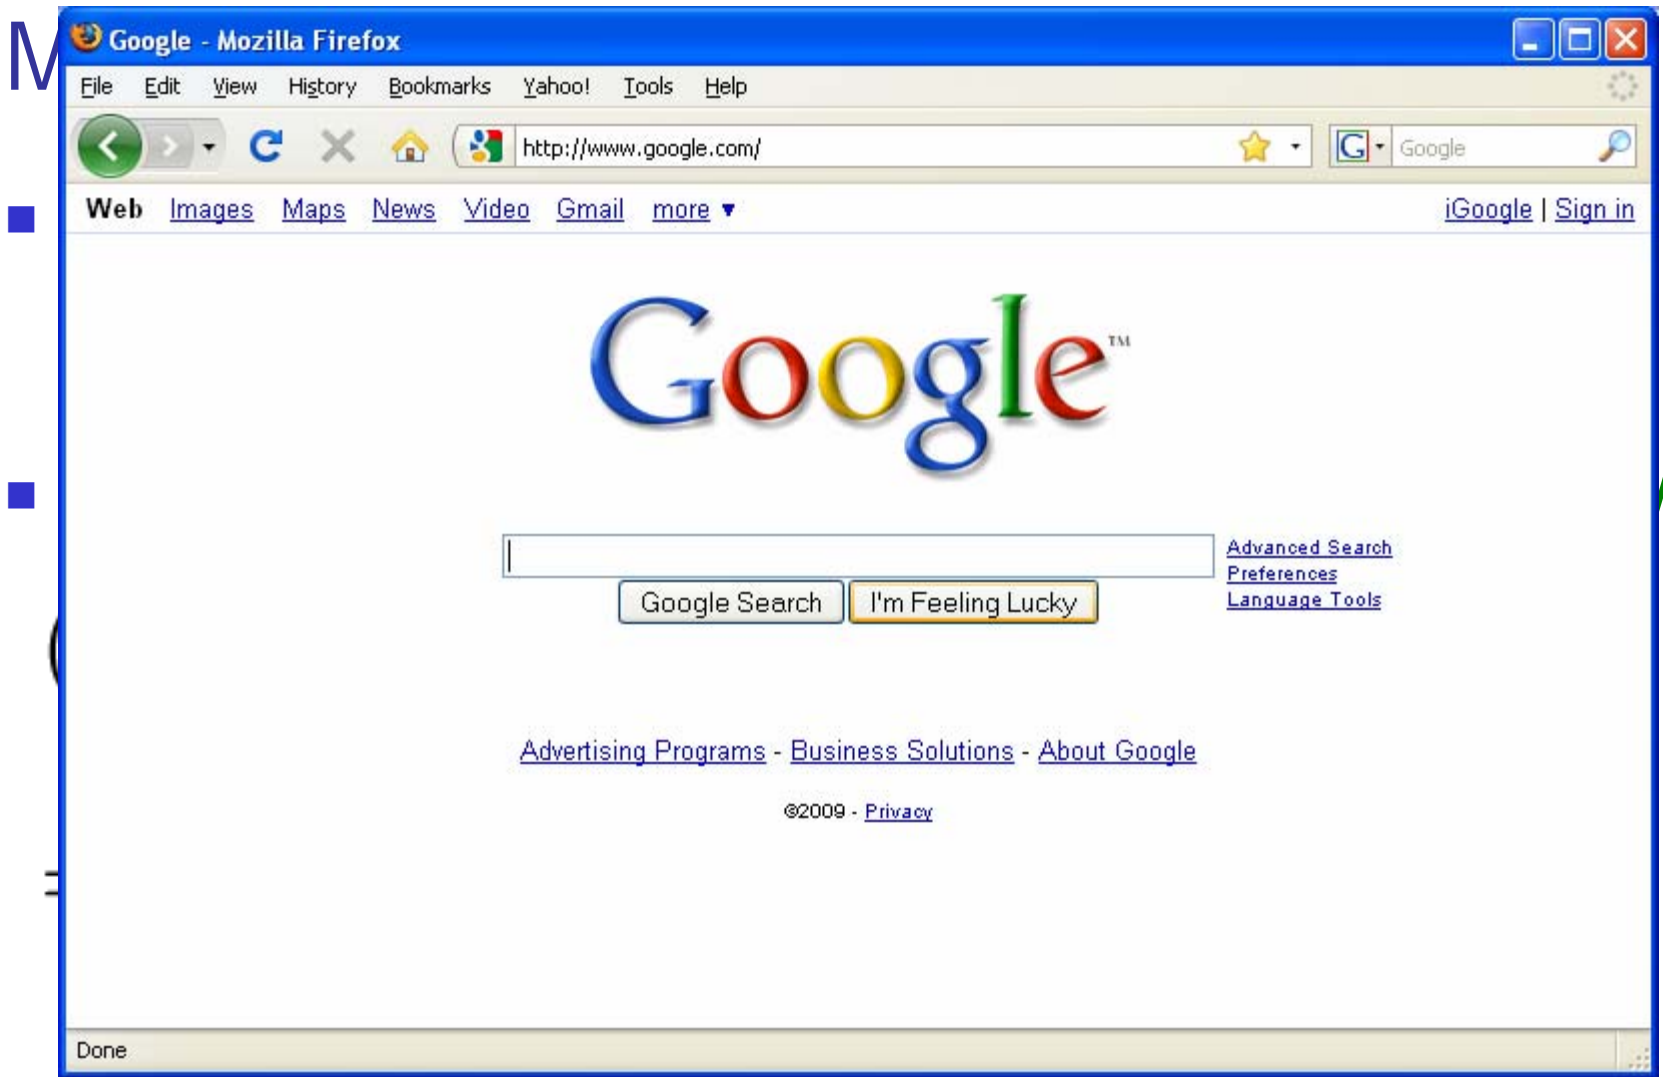 M
Google - Mozilla Firefox
File Edit View History Bookmarks Yahoo! Tools Help
http://www.google.com/ G Google
Web Images Maps News Video Gmail more ▼ iGoogle | Sign in
Google™
Advanced Search
Preferences
Google Search I'm Feeling Lucky Language Tools
Advertising Programs - Business Solutions - About Google
©2009 - Privacy
Done